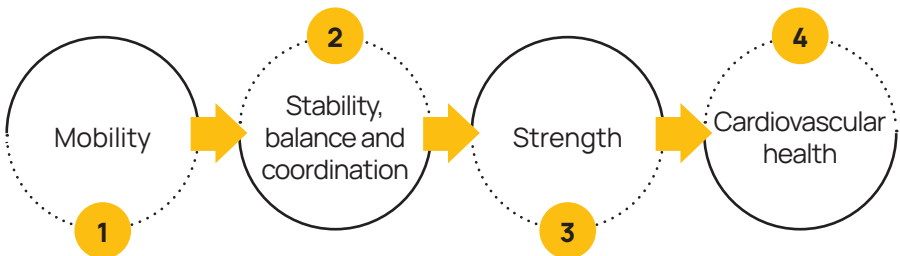 1
Mobility
2
Stability,
balance and
coordination
3
Strength
4
Cardiovascular
health